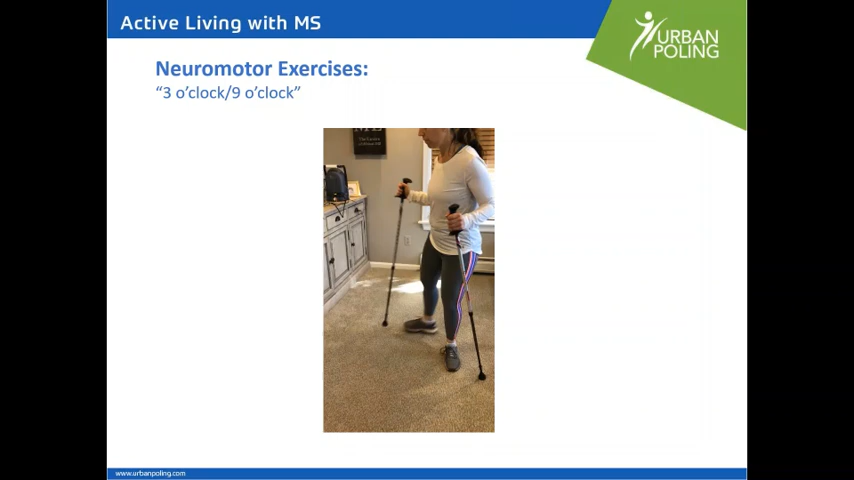 Active Living with MS
URBAN
POLING
Neuromotor Exercises:
“3 o’clock/9 o’clock”
www.urbanpoling.com